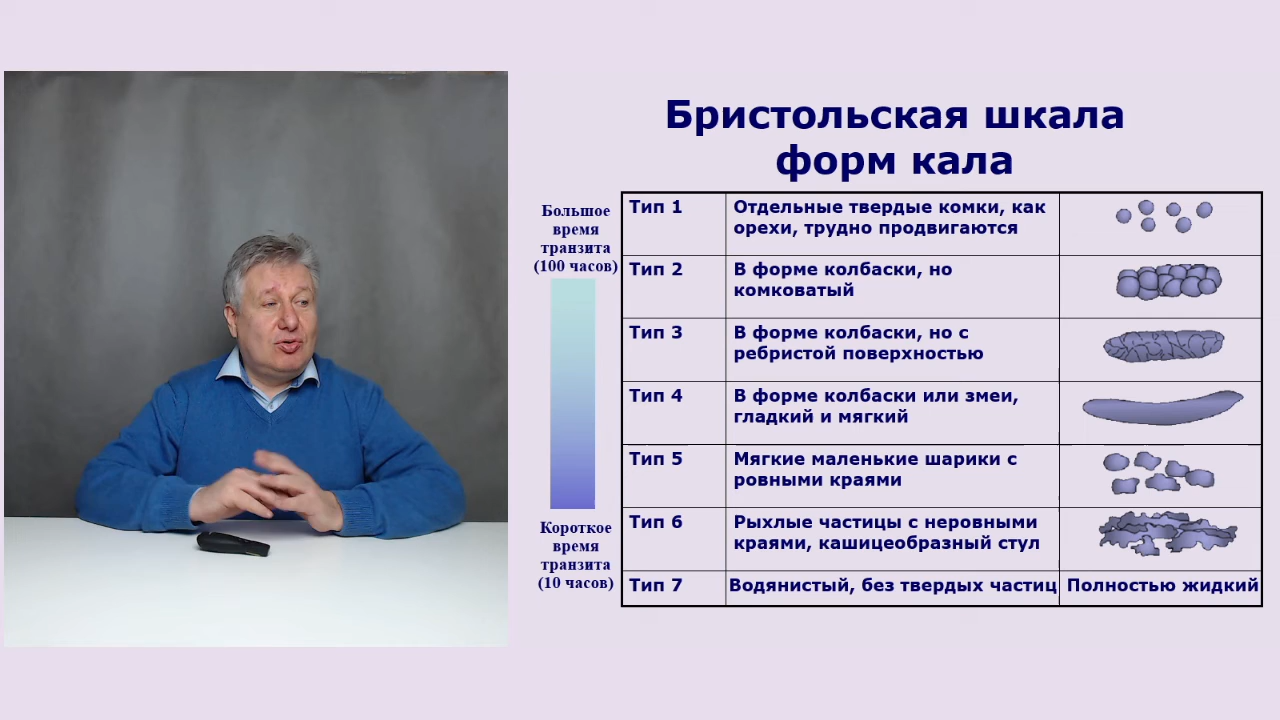 Бристольская шкала
форм кала
Большое
время
транзита
(100 часов)
Короткое
время
транзита
(10 часов)
Тип 1
Отдельные твердые комки, как
орехи, трудно продвигаются
Тип 2
В форме колбаски, но
комковатый
Тип 3
В форме колбаски, но с
ребристой поверхностью
Тип 4
В форме колбаски или змеи,
гладкий и мягкий
Тип 5
Мягкие маленькие шарики с
ровными краями
Тип 6
Рыхлые частицы с неровными
краями, кашицеобразный стул
Тип 7
Водянистый, без твердых частиц
Полностью жидкий